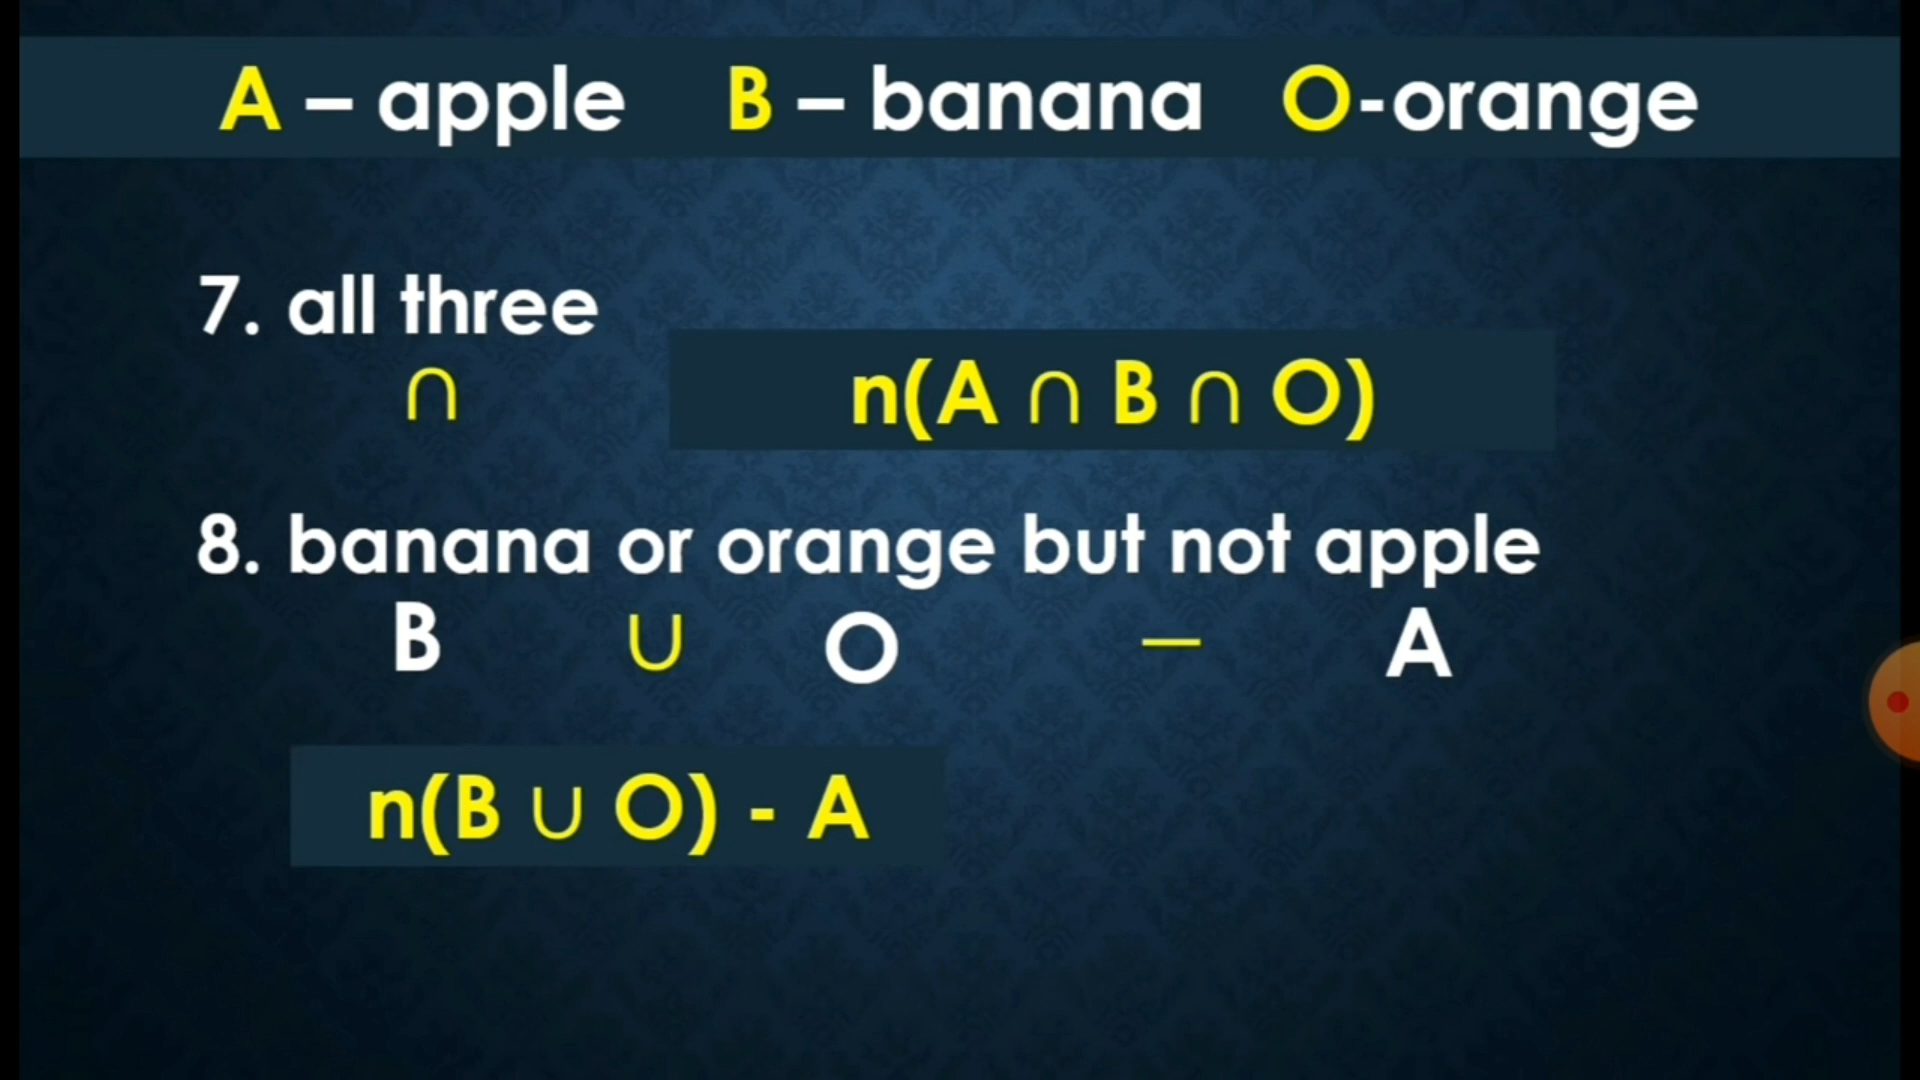 A – apple B – banana O-orange
7. all three
∩
n(A ∩ B ∩ O)
8. banana or orange but not apple
B ∪ O – A
n(B ∪ O) - A